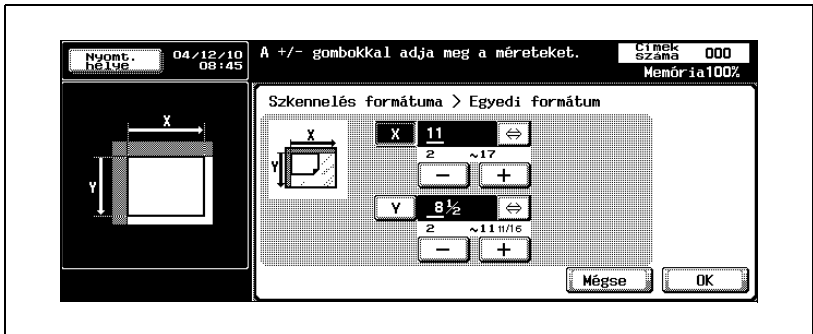 Nyomt.
helye
04/12/10
08:45
A +/- gombokkal adja meg a méreteket.
Címek
száma
000
Memória100%
X
Y
Szkennelés formátuma > Egyedi formátum
X
Y
X 11 ⇔
2 ~17
− +
Y 8½ ⇔
2 ~11 11/16
− +
Mégse OK